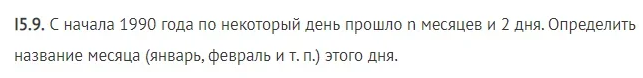 I5.9. С начала 1990 года по некоторый день прошло n месяцев и 2 дня. Определить
название месяца (январь, февраль и т. п.) этого дня.